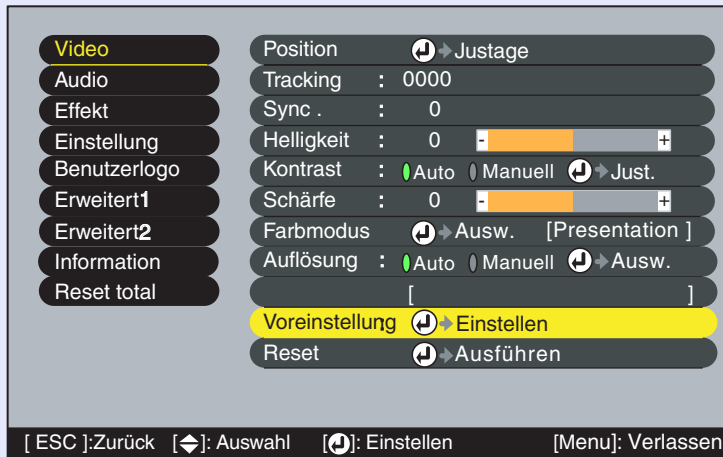 Video
Audio
Effekt
Einstellung
Benutzerlogo
Erweitert1
Erweitert2
Information
Reset total
Position Justage
Tracking : 0000
Sync . : 0
Helligkeit : 0 - +
Kontrast : Auto Manuell Just.
Schärfe : 0 - +
Farbmodus Ausw. [Presentation ]
Auflösung : Auto Manuell Ausw.
[ ]
Voreinstellung: Einstellen
Reset Ausführen
[ ESC ]:Zurück [ ]: Auswahl [ ]: Einstellen [Menu]: Verlassen